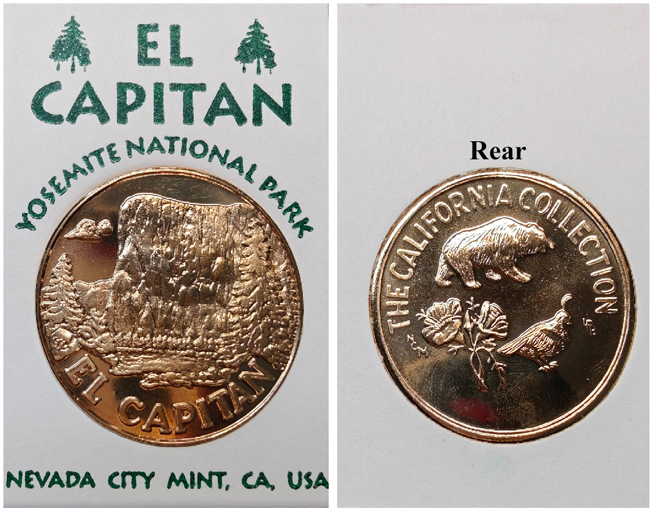 EL
CAPITAN
YOSEMITE NATIONAL PARK
EL CAPITAN
NEVADA CITY MINT, CA, USA
Rear
THE CALIFORNIA COLLECTION